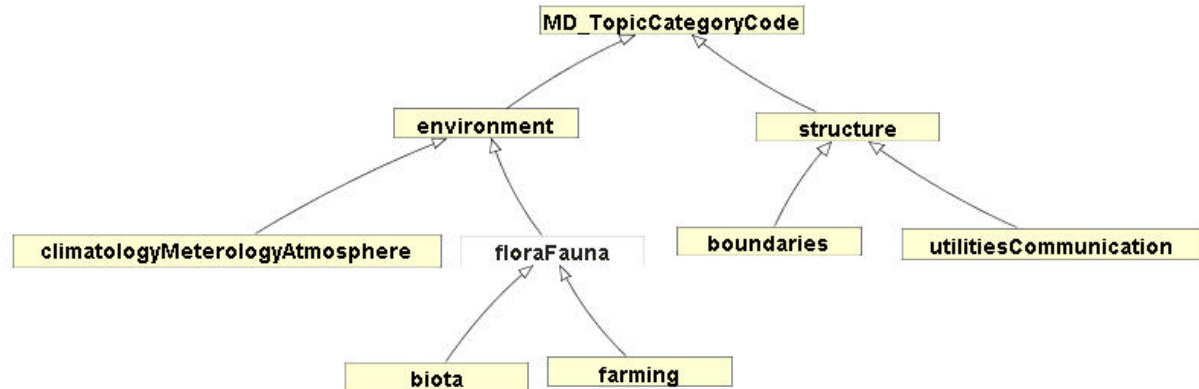 MD_TopicCategoryCode
environment
structure
climatologyMeterologyAtmosphere
floraFauna
boundaries
utilitiesCommunication
biota
farming